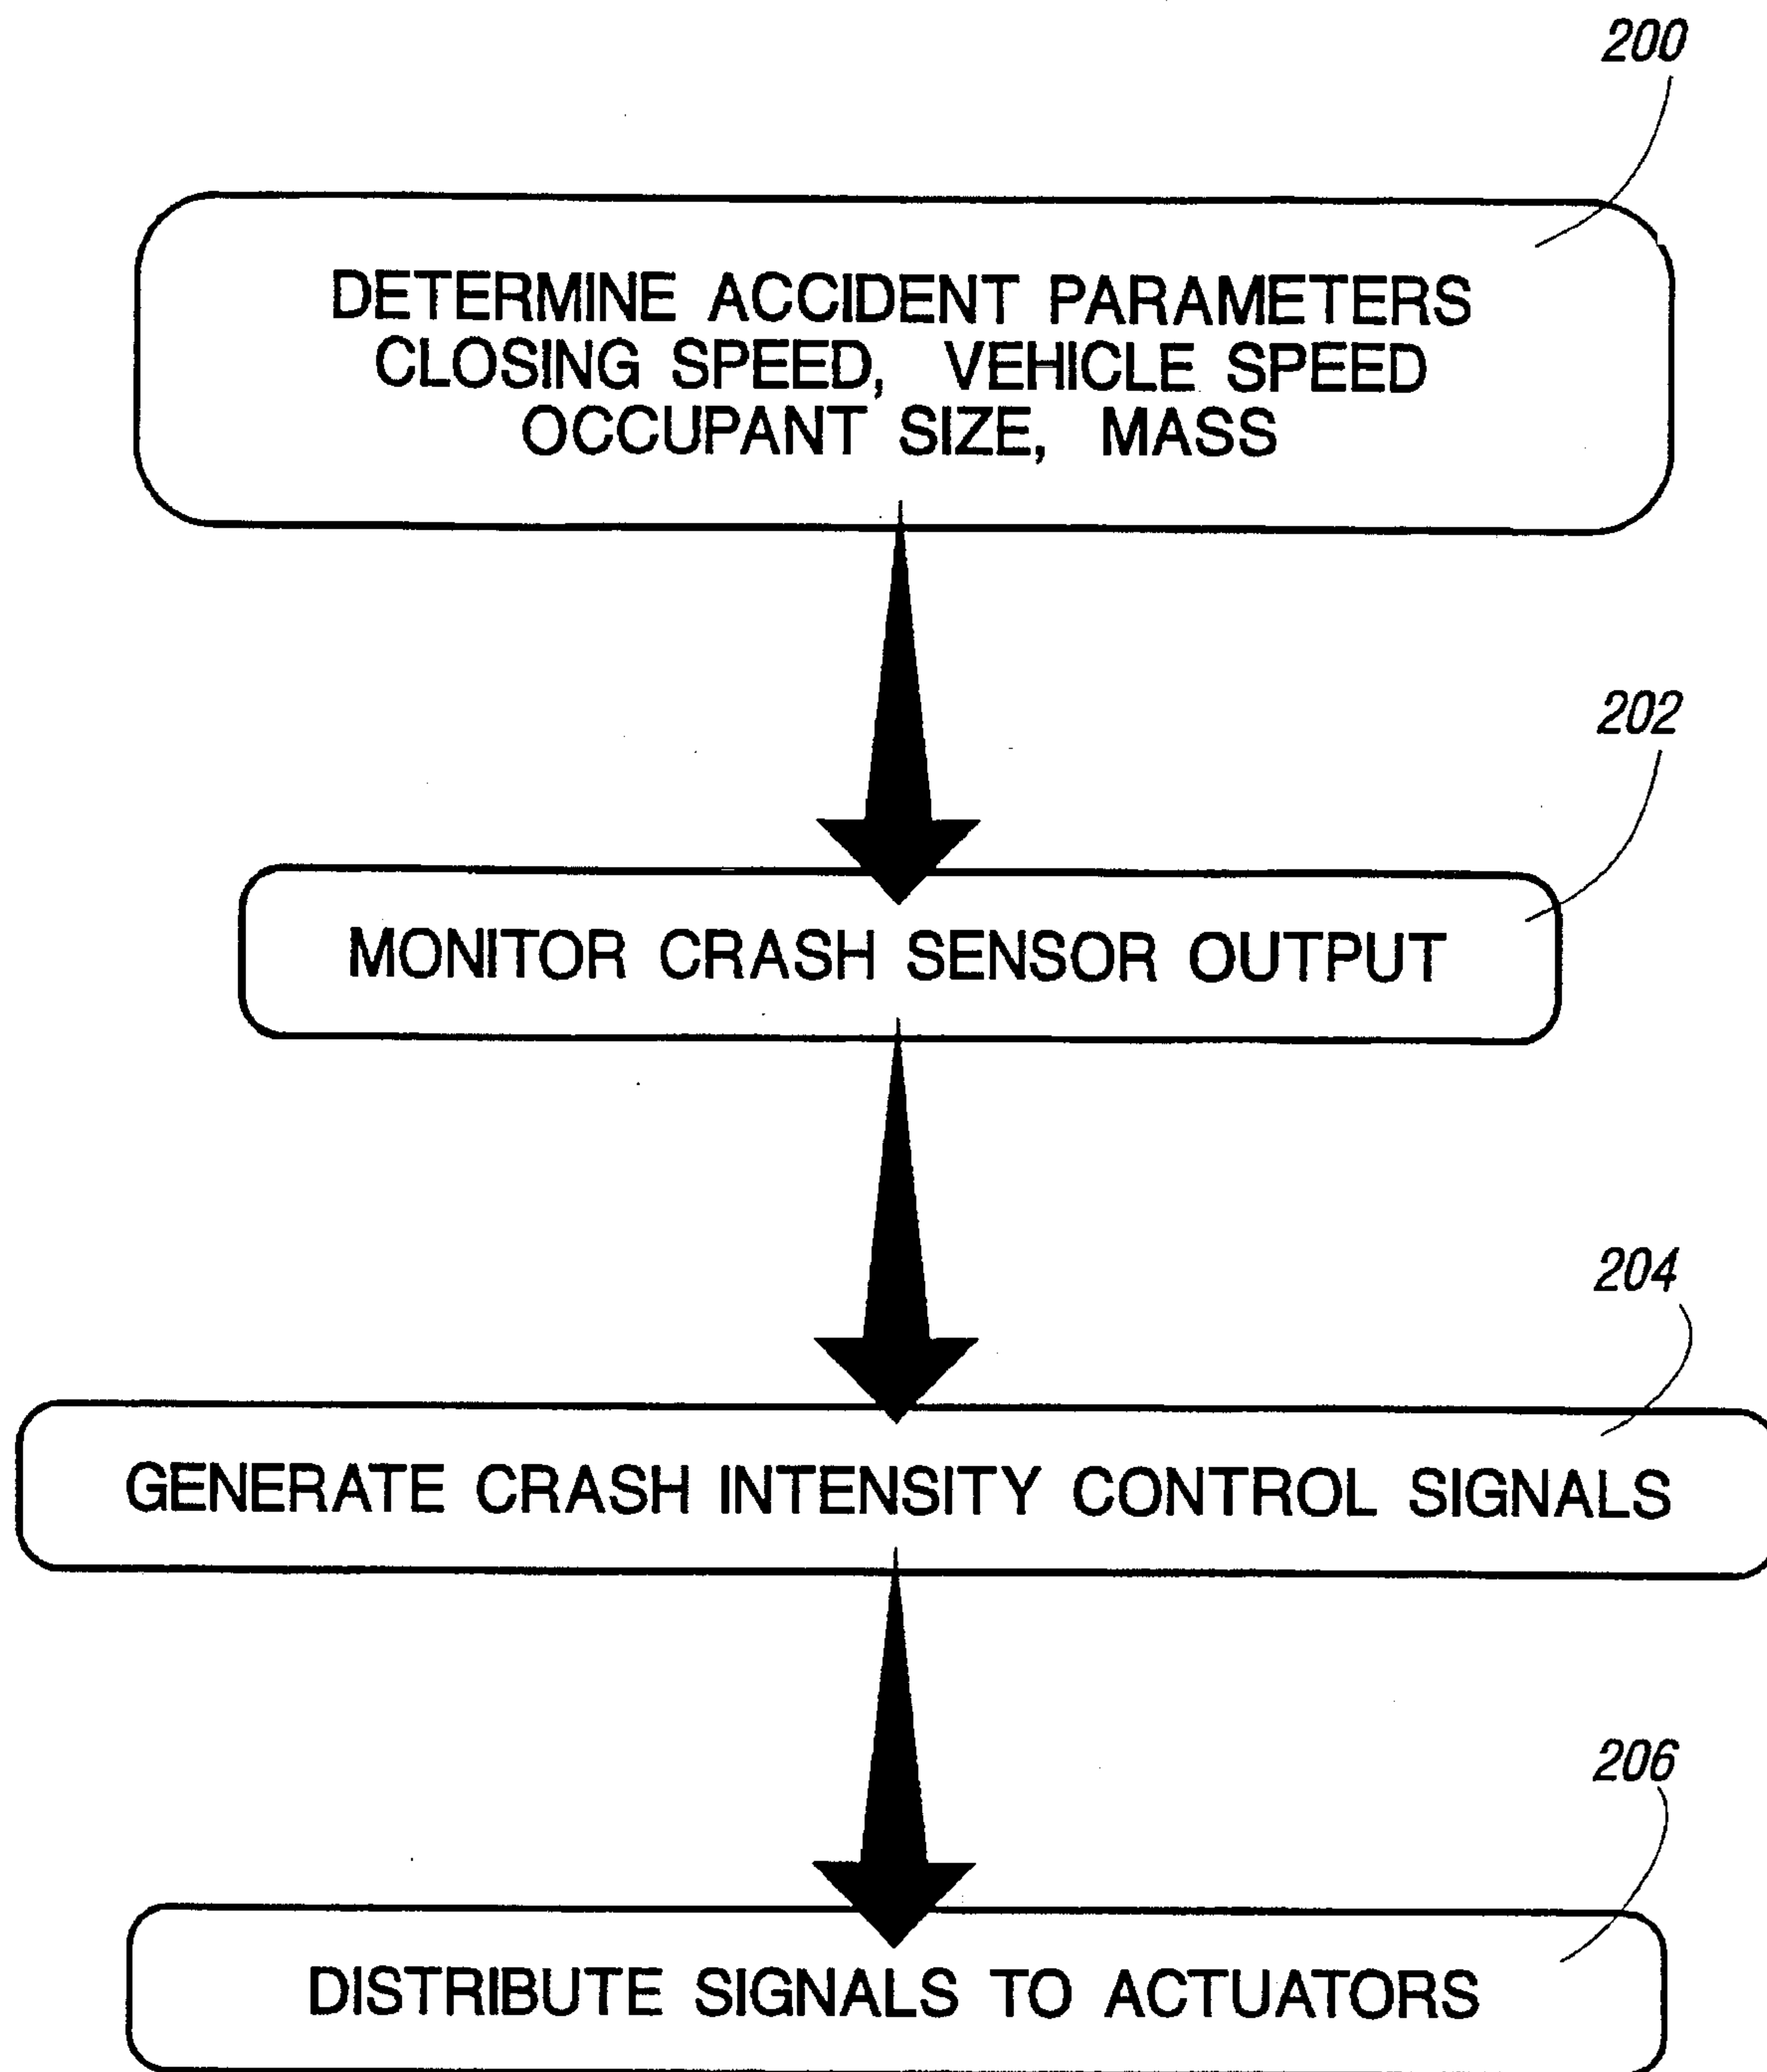 200
DETERMINE ACCIDENT PARAMETERS
CLOSING SPEED, VEHICLE SPEED
OCCUPANT SIZE, MASS
202
MONITOR CRASH SENSOR OUTPUT
204
GENERATE CRASH INTENSITY CONTROL SIGNALS
206
DISTRIBUTE SIGNALS TO ACTUATORS